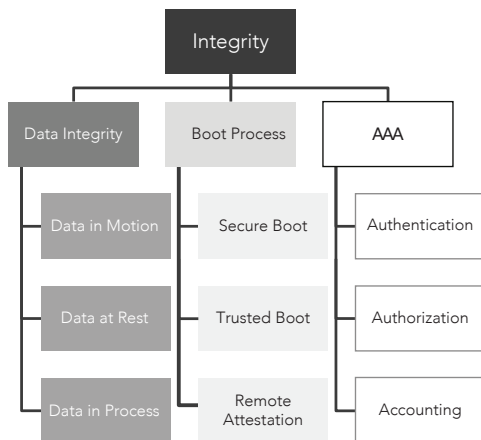 Integrity
Data Integrity
Boot Process
AAA
Data in Motion
Secure Boot
Authentication
Data at Rest
Trusted Boot
Authorization
Data in Process
Remote
Attestation
Accounting